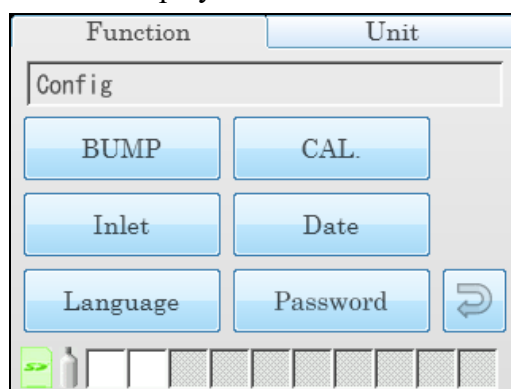 Function Unit
Config
BUMP CAL.
Inlet Date
Language Password